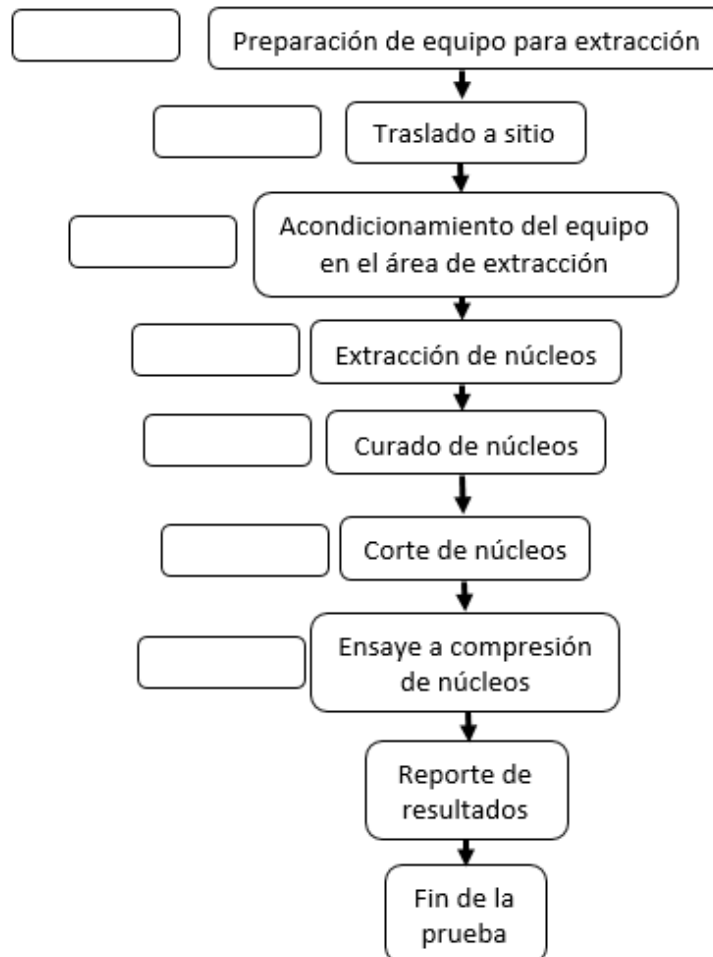 Preparación de equipo para extracción
Traslado a sitio
Acondicionamiento del equipo
en el área de extracción
Extracción de núcleos
Curado de núcleos
Corte de núcleos
Ensaye a compresión
de núcleos
Reporte de
resultados
Fin de la
prueba